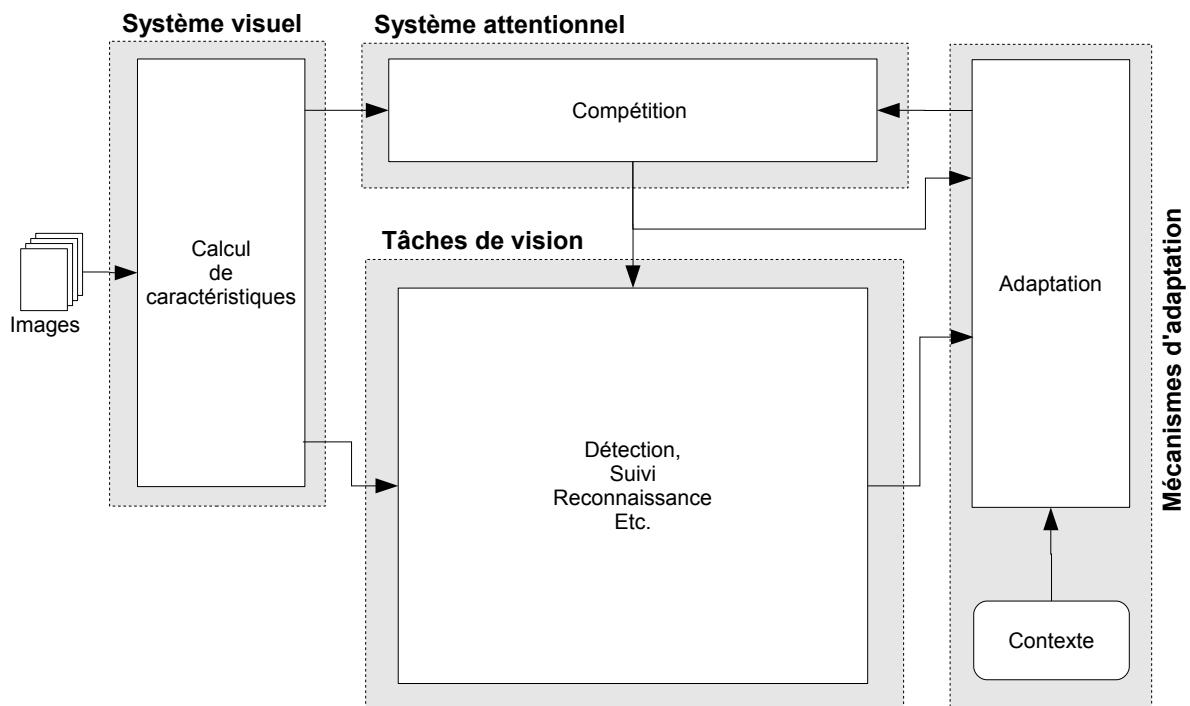 Système visuel
Système attentionnel
Compétition
Tâches de vision
Calcul
de
caractéristiques
Images
Adaptation
Mécanismes d'adaptation
Détection,
Suivi
Reconnaissance
Etc.
Contexte